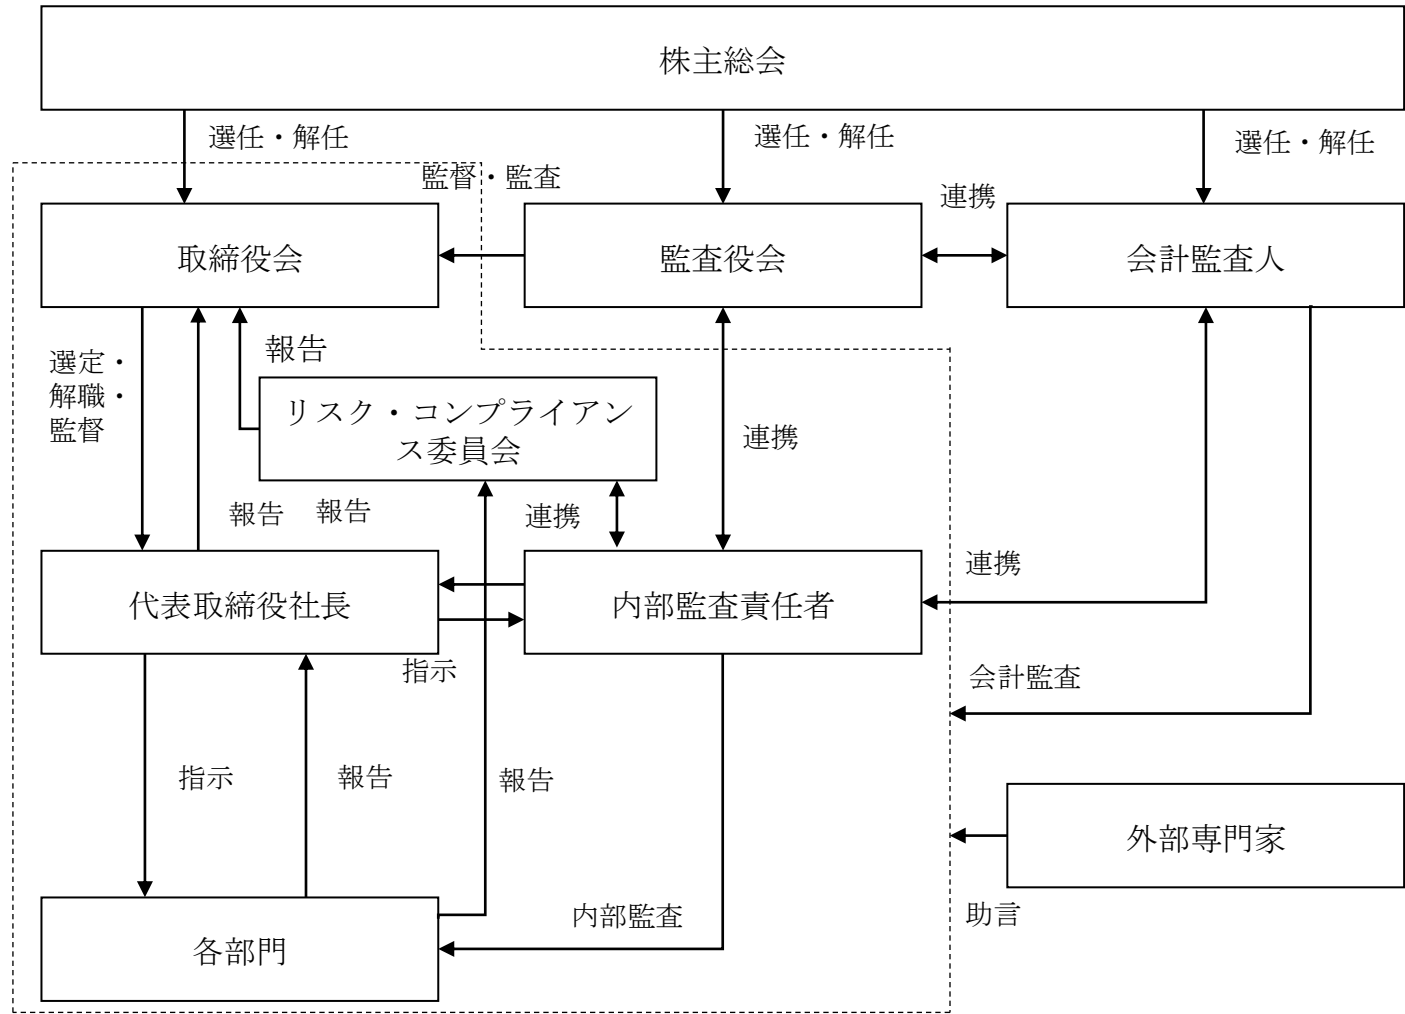 株主総会
選任・解任
選任・解任
選任・解任
監督・監査
連携
取締役会
監査役会
会計監査人
報告
選定・
解職・
監督
リスク・コンプライアン
ス委員会
連携
報告
報告
連携
連携
代表取締役社長
内部監査責任者
指示
会計監査
指示
報告
報告
外部専門家
内部監査
助言
各部門